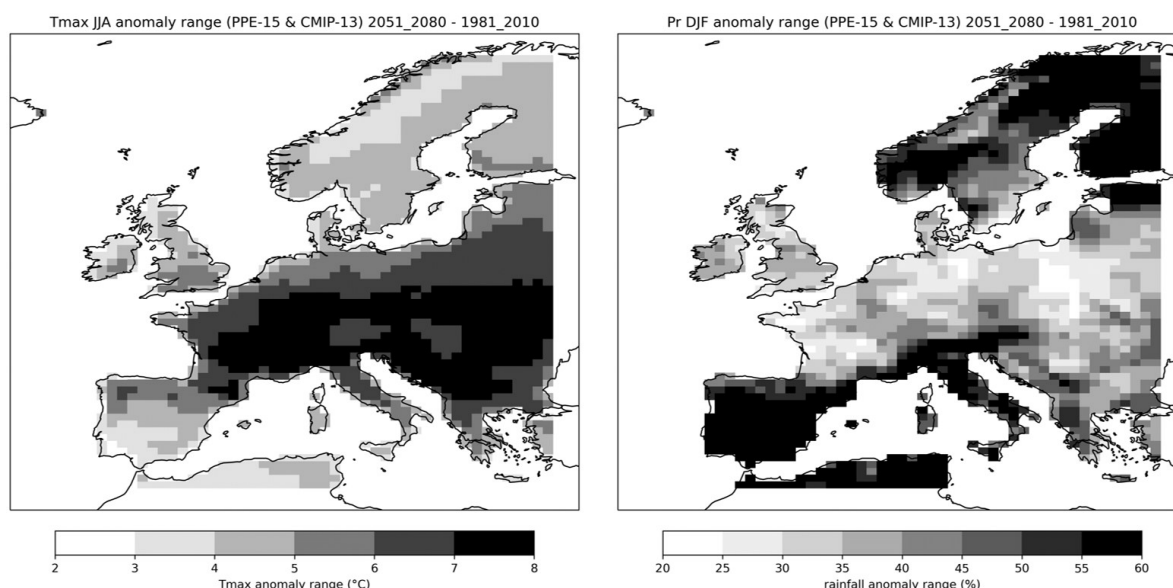 Tmax JJA anomaly range (PPE-15 & CMIP-13) 2051_2080 - 1981_2010
Pr DJF anomaly range (PPE-15 & CMIP-13) 2051_2080 - 1981_2010
2 3 4 5 6 7 8
Tmax anomaly range (°C)
20 25 30 35 40 45 50 55 60
rainfall anomaly range (%)